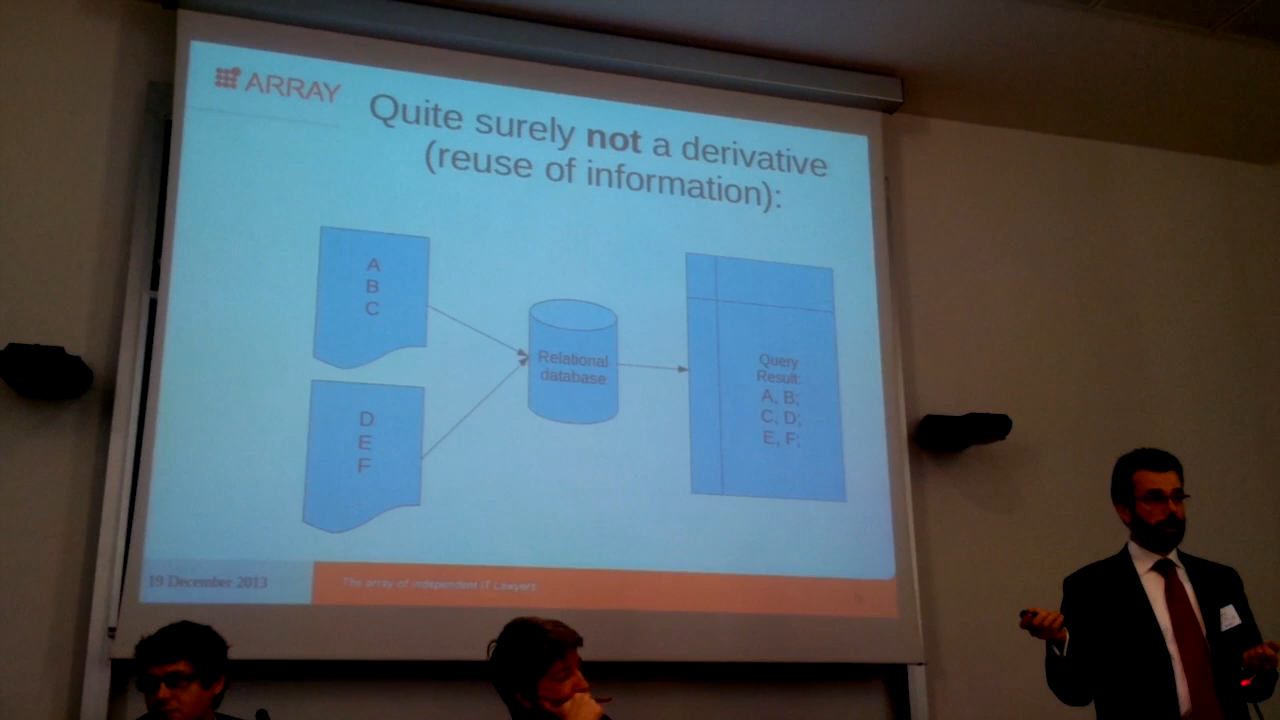 ARRAY
Quite surely not a derivative
(reuse of information):
A
B
C
D
E
F
Relational
database
Query
Result:
A, B;
C, D;
E, F;
19 December 2013
The array of independent IT Lawyers